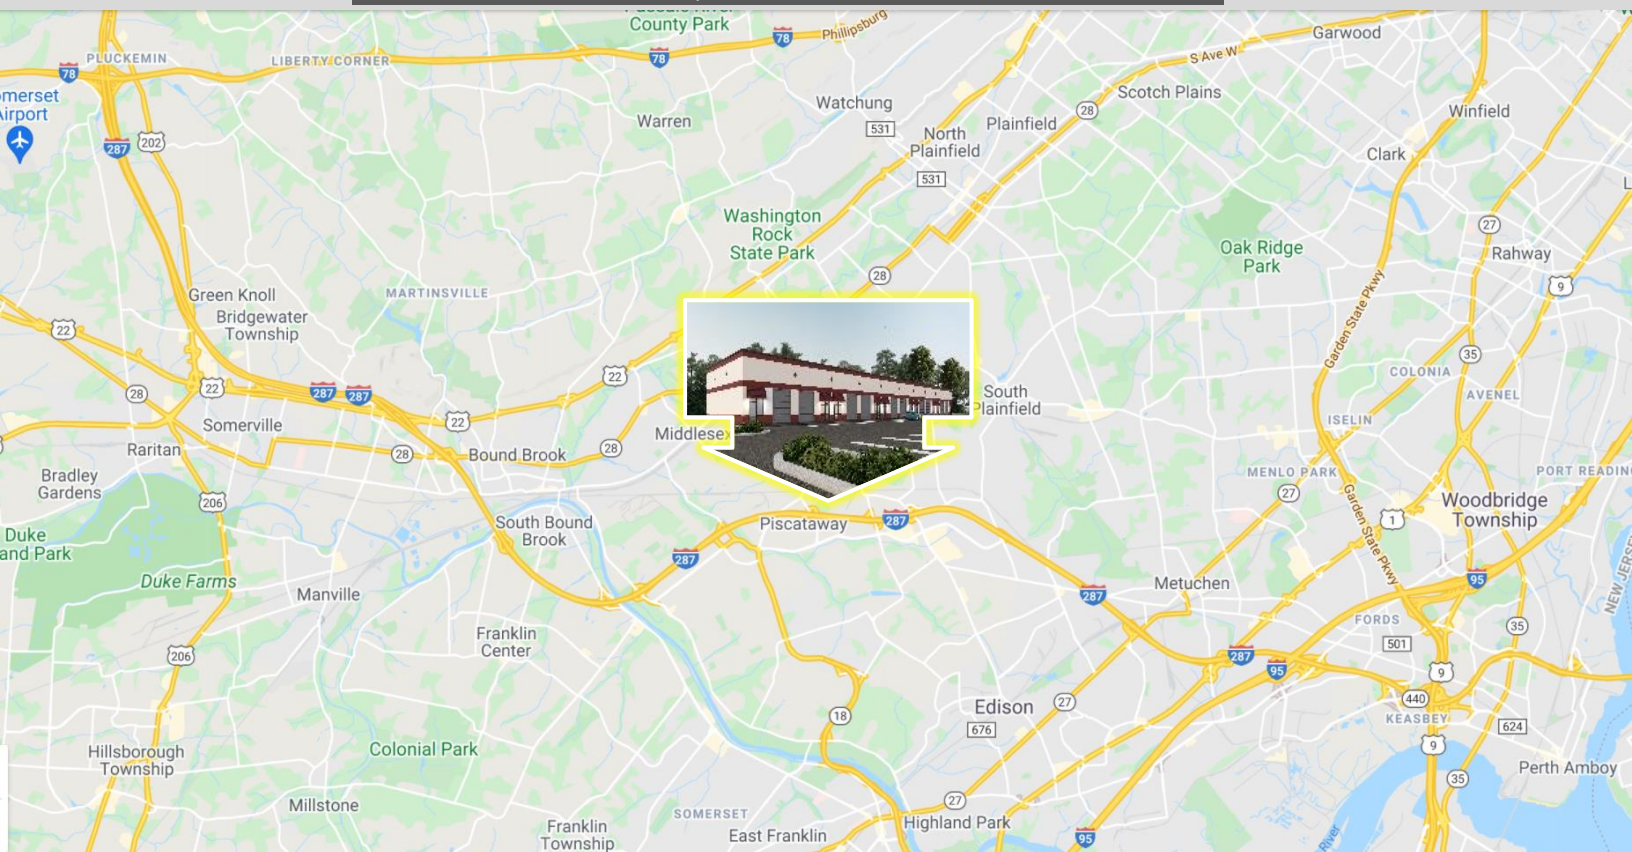 County Park
78
78
78
Phillipsburg
S Ave W
Garwood
PLUCKEMIN
LIBERTY CORNER
Watchung
Scotch Plains
Warren
531
28
Winfield
287
202
North
Plainfield
Plainfield
Clark
531
Washington
Rock
State Park
27
Oak Ridge
Park
Rahway
28
9
Green Knoll
MARTINSVILLE
Bridgewater
Township
Garden State Pkwy
22
35
22
COLONIA
22
28
287
287
South
Plainfield
AVENEL
22
ISELIN
Somerville
Middlesex
28
28
Raritan
Bound Brook
Bradley
Gardens
MENLO PARK
PORT READING
206
27
Woodbridge
Township
Garden State Pkwy
1
South Bound
Brook
Piscataway
287
Duke
and Park
287
Duke Farms
Metuchen
95
NEW JERSEY
Manville
287
FORDS
35
Franklin
Center
501
206
287
95
9
440
Edison
27
18
676
KEASBEY
624
Hillsborough
Township
Colonial Park
9
Perth Amboy
35
Millstone
27
SOMERSET
Highland Park
Franklin
Township
East Franklin
95
River